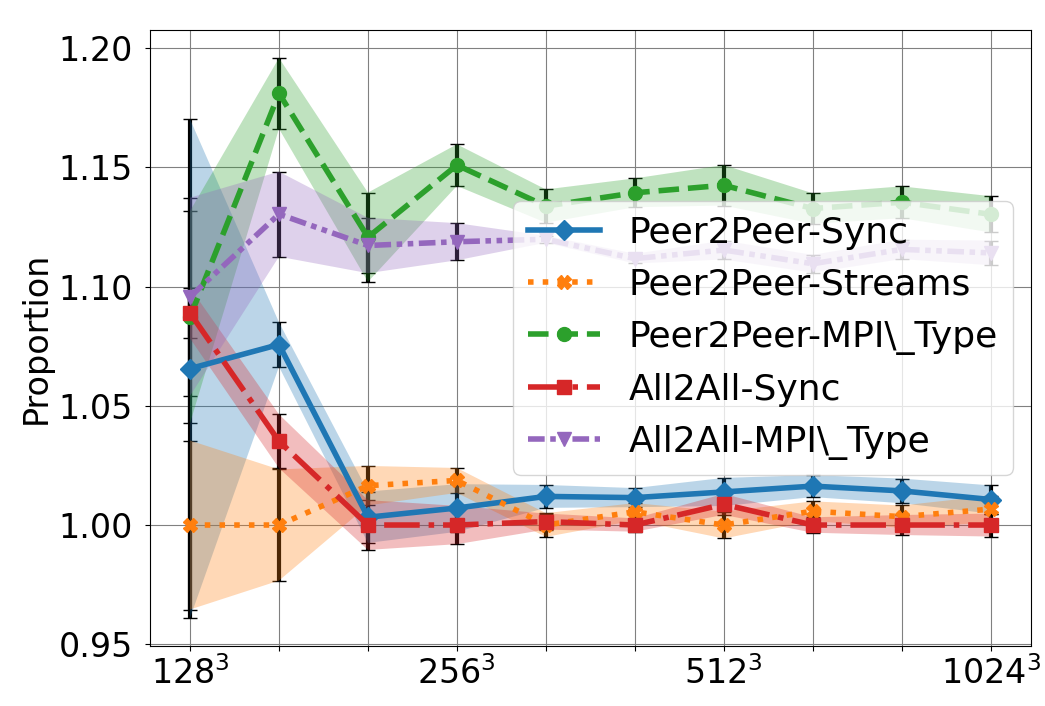 1.20
1.15
1.10
1.05
1.00
0.95
Proportion
Peer2Peer-Sync
Peer2Peer-Streams
Peer2Peer-MPI\_Type
All2All-Sync
All2All-MPI\_Type
128³ 256³ 512³ 1024³